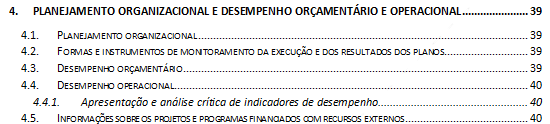 4. PLANEJAMENTO ORGANIZACIONAL E DESEMPENHO ORÇAMENTÁRIO E OPERACIONAL........................ 39
4.1. PLANEJAMENTO ORGANIZACIONAL.................................................................................... 39
4.2. FORMAS E INSTRUMENTOS DE MONITORAMENTO DA EXECUÇÃO E DOS RESULTADOS DOS PLANOS........................ 39
4.3. DESEMPENHO ORÇAMENTÁRIO........................................................................................ 39
4.4. DESEMPENHO OPERACIONAL.......................................................................................... 40
4.4.1. Apresentação e análise crítica de indicadores de desempenho........................................ 40
4.5. INFORMAÇÕES SOBRE OS PROJETOS E PROGRAMAS FINANCIADOS COM RECURSOS EXTERNOS........................ 40